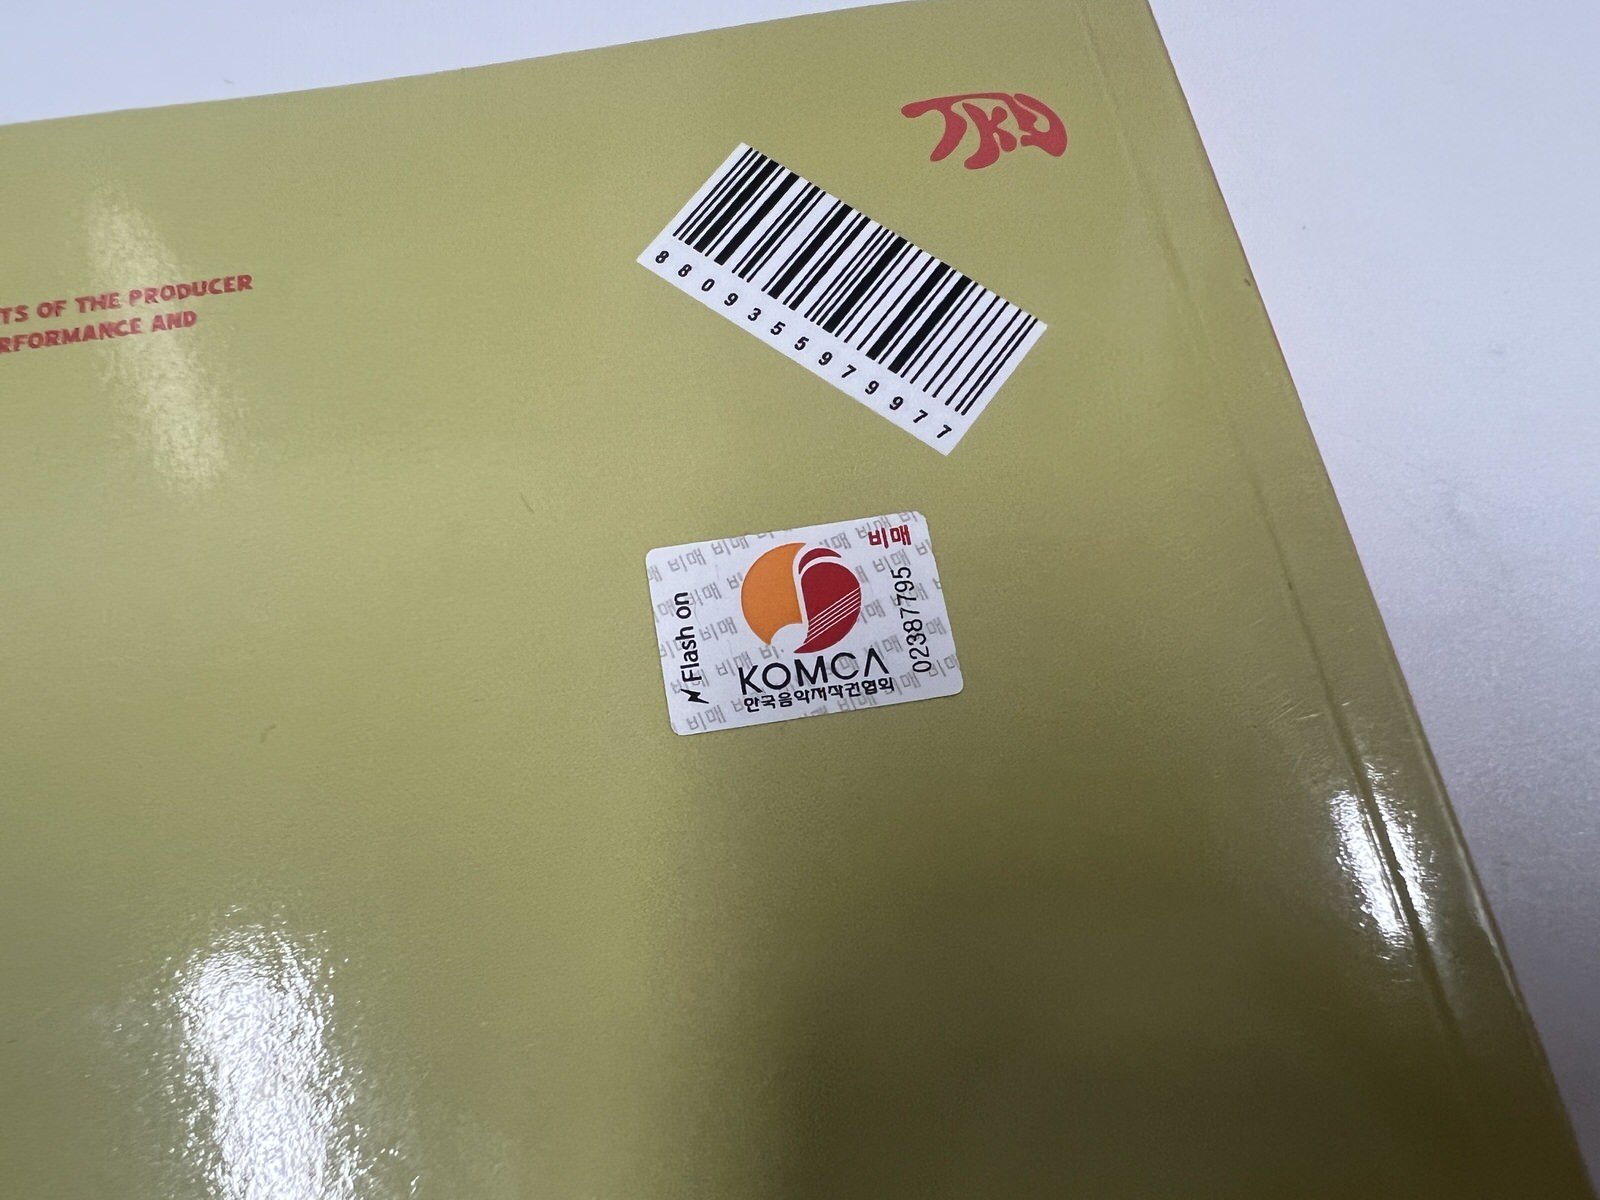 TKD
TS OF THE PRODUCER
RFORMANCE AND
8809355979977
비매
Flash on
02387795
KOMCA
한국음악저작권협회